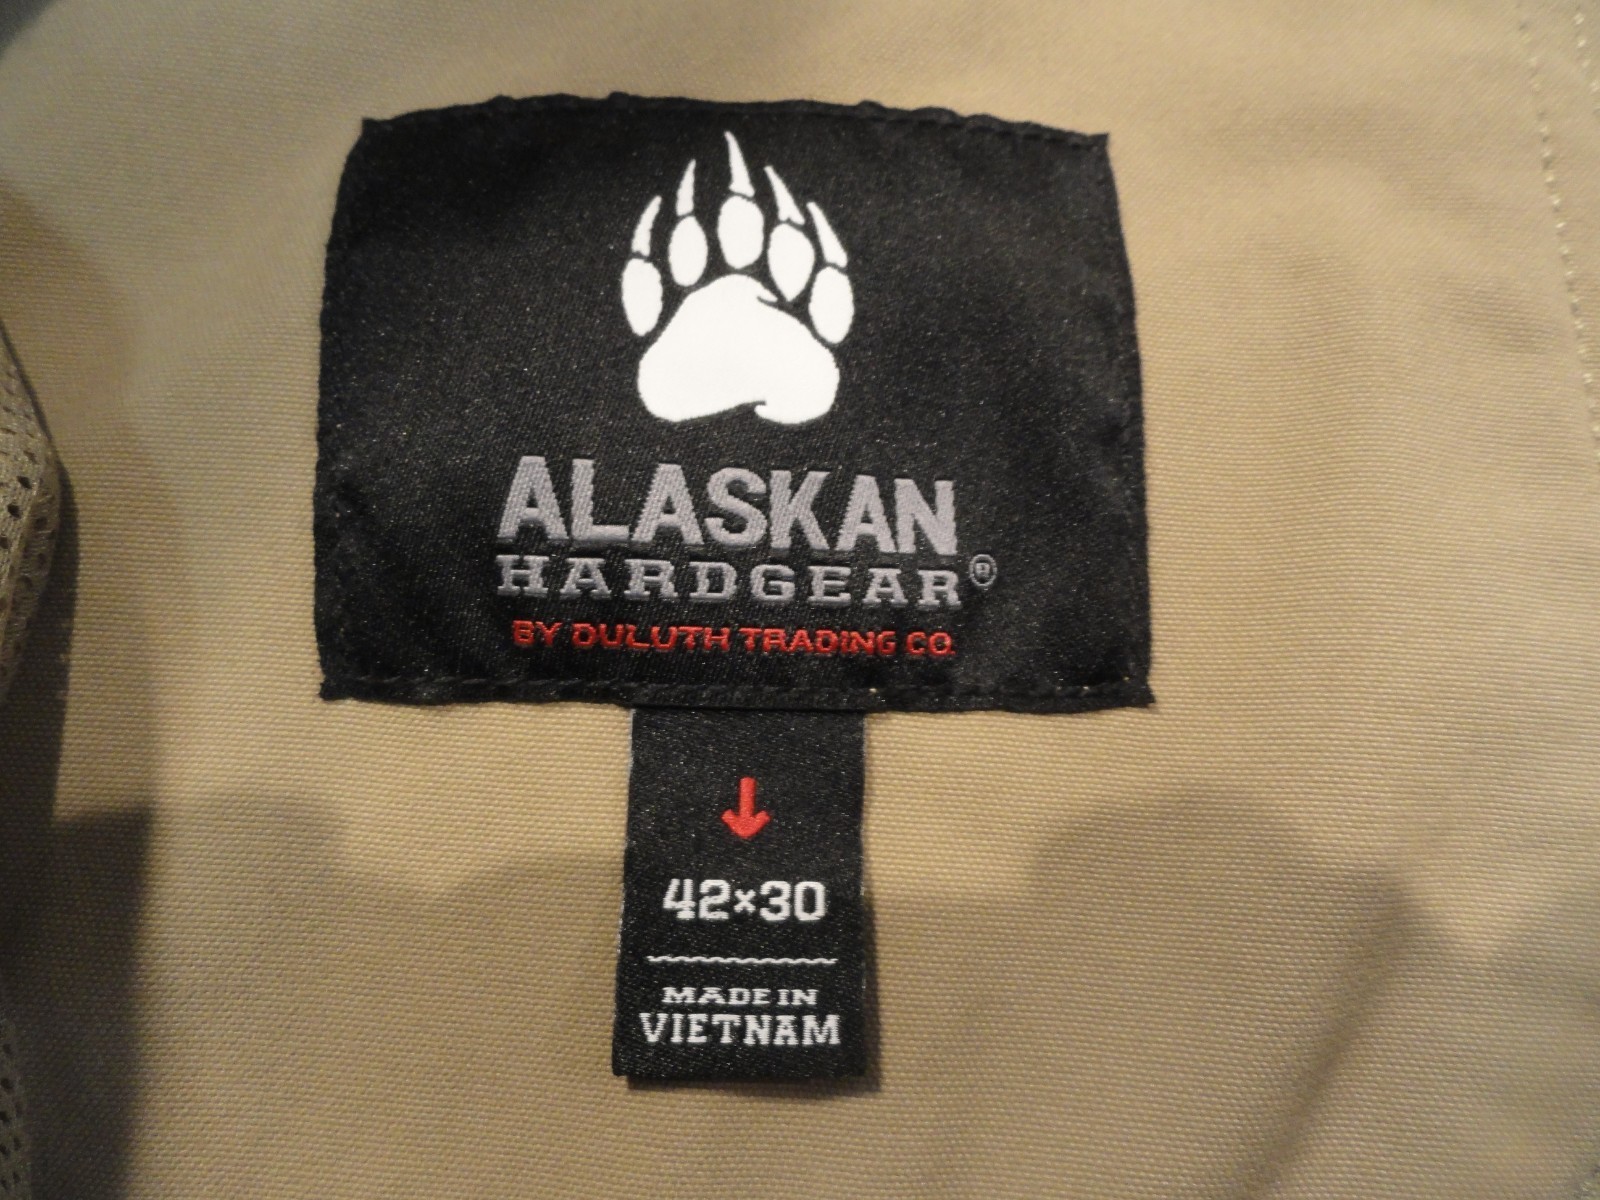 ALASKAN
HARDGEAR®
BY DULUTH TRADING CO.
42×30
MADE IN
VIETNAM